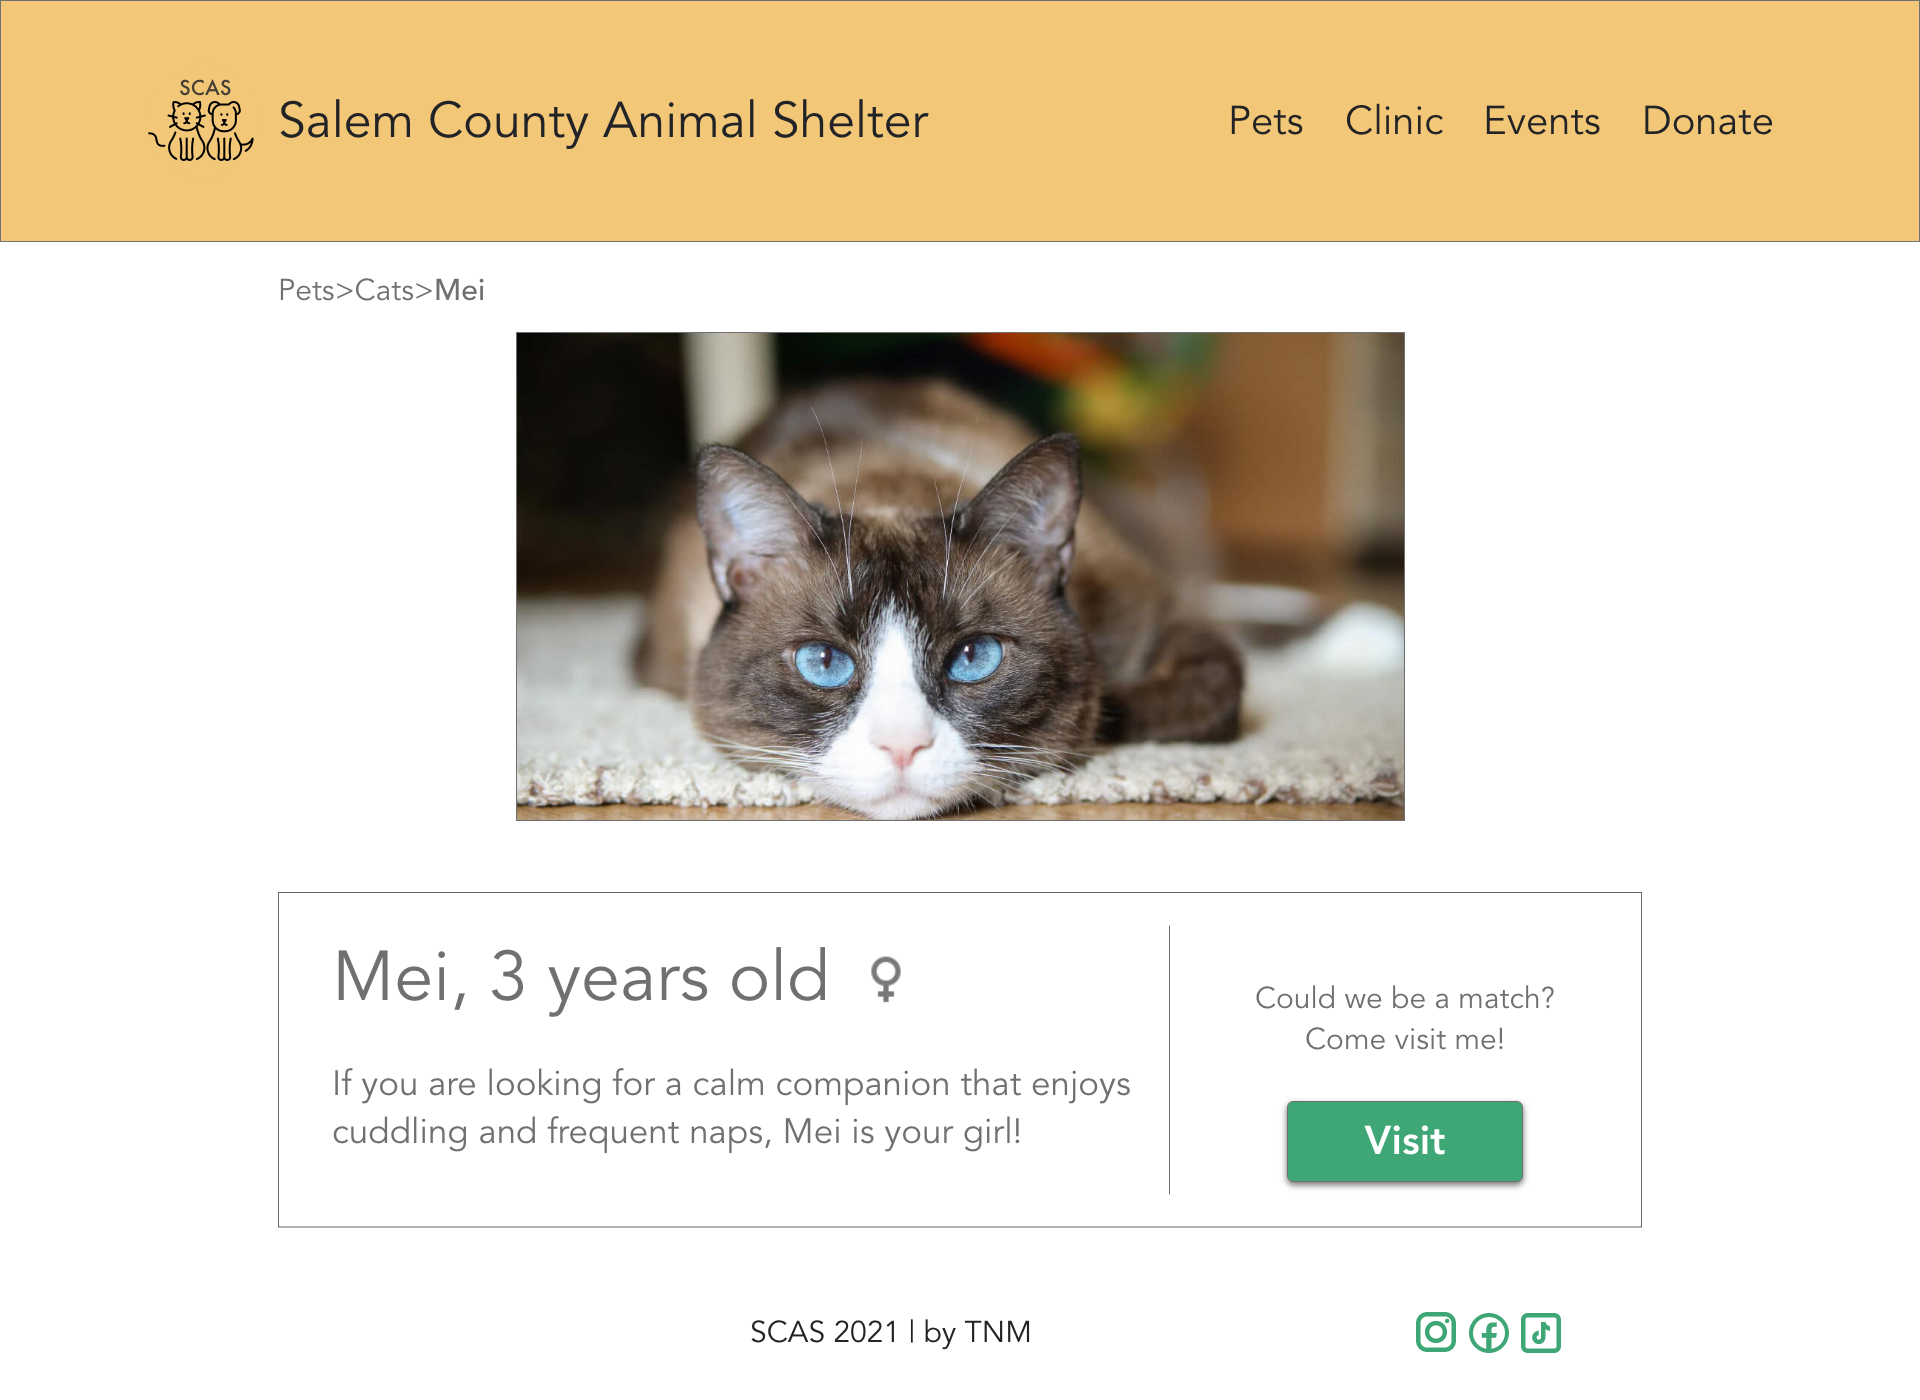 SCAS
Salem County Animal Shelter
Pets
Clinic
Events
Donate
Pets>Cats>Mei
Mei, 3 years old ♀
If you are looking for a calm companion that enjoys
cuddling and frequent naps, Mei is your girl!
Could we be a match?
Come visit me!
Visit
SCAS 2021 | by TNM